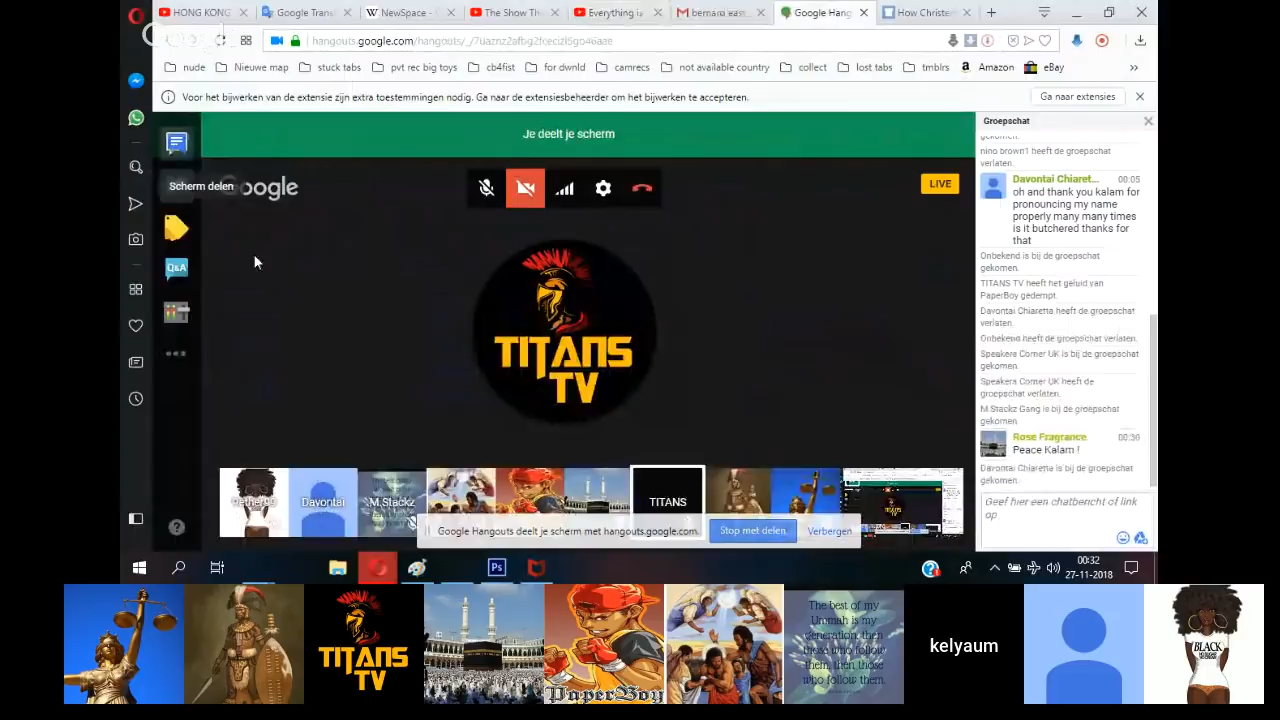 HONG KONG
Google Trans
NewSpace -
The Show The
Everything is
Google Hang
How Christer
hangouts.google.com/hangouts/_/
nude
Nieuwe map
stuck tabs
pvt rec big toys
cb4fist
for dwnld
camrecs
not available country
collect
lost tabs
tmblrs
Amazon
eBay
Voor het bijwerken van de extensie zijn extra toestemmingen nodig. Ga naar de extensiesbeheerder om het bijwerken te accepteren.
Ga naar extensies
Je deelt je scherm
Groepschat
gekomen.
nino brown1 heeft de groepschat
verlaten.
Davontai Chiaret...
00:05
oh and thank you kalam for
pronouncing my name
properly many many times
is it butchered thanks for
that
Onbekend is bij de groepschat
gekomen.
TITANS TV heeft het geluid van
PaperBoy gedempt.
Davontai Chiaretta heeft de groepschat
verlaten.
Onbekend heeft de groepschat verlaten.
Speakers Corner UK is bij de groepschat
gekomen.
Speakers Corner UK heeft de
groepschat verlaten.
M.Stackz Gang is bij de groepschat
gekomen.
Rose Fragrance
00:30
Peace Kalam !
Davontai Chiaretta is bij de groepschat
gekomen.
Geef hier een chatbericht of link
op
Scherm delen
Google
LIVE
Q&A
TITANS
TV
Davontai
M Stackz
TITANS
Google Hangouts deelt je scherm met hangouts.google.com.
Stop met delen
Verbergen
Ps
00:32
27-11-2018
TITANS
TV
PaperBoy
The best of my
Ummah is my
generation, then
those who follow
them, then those
who follow them.
kelyaum
BLACK